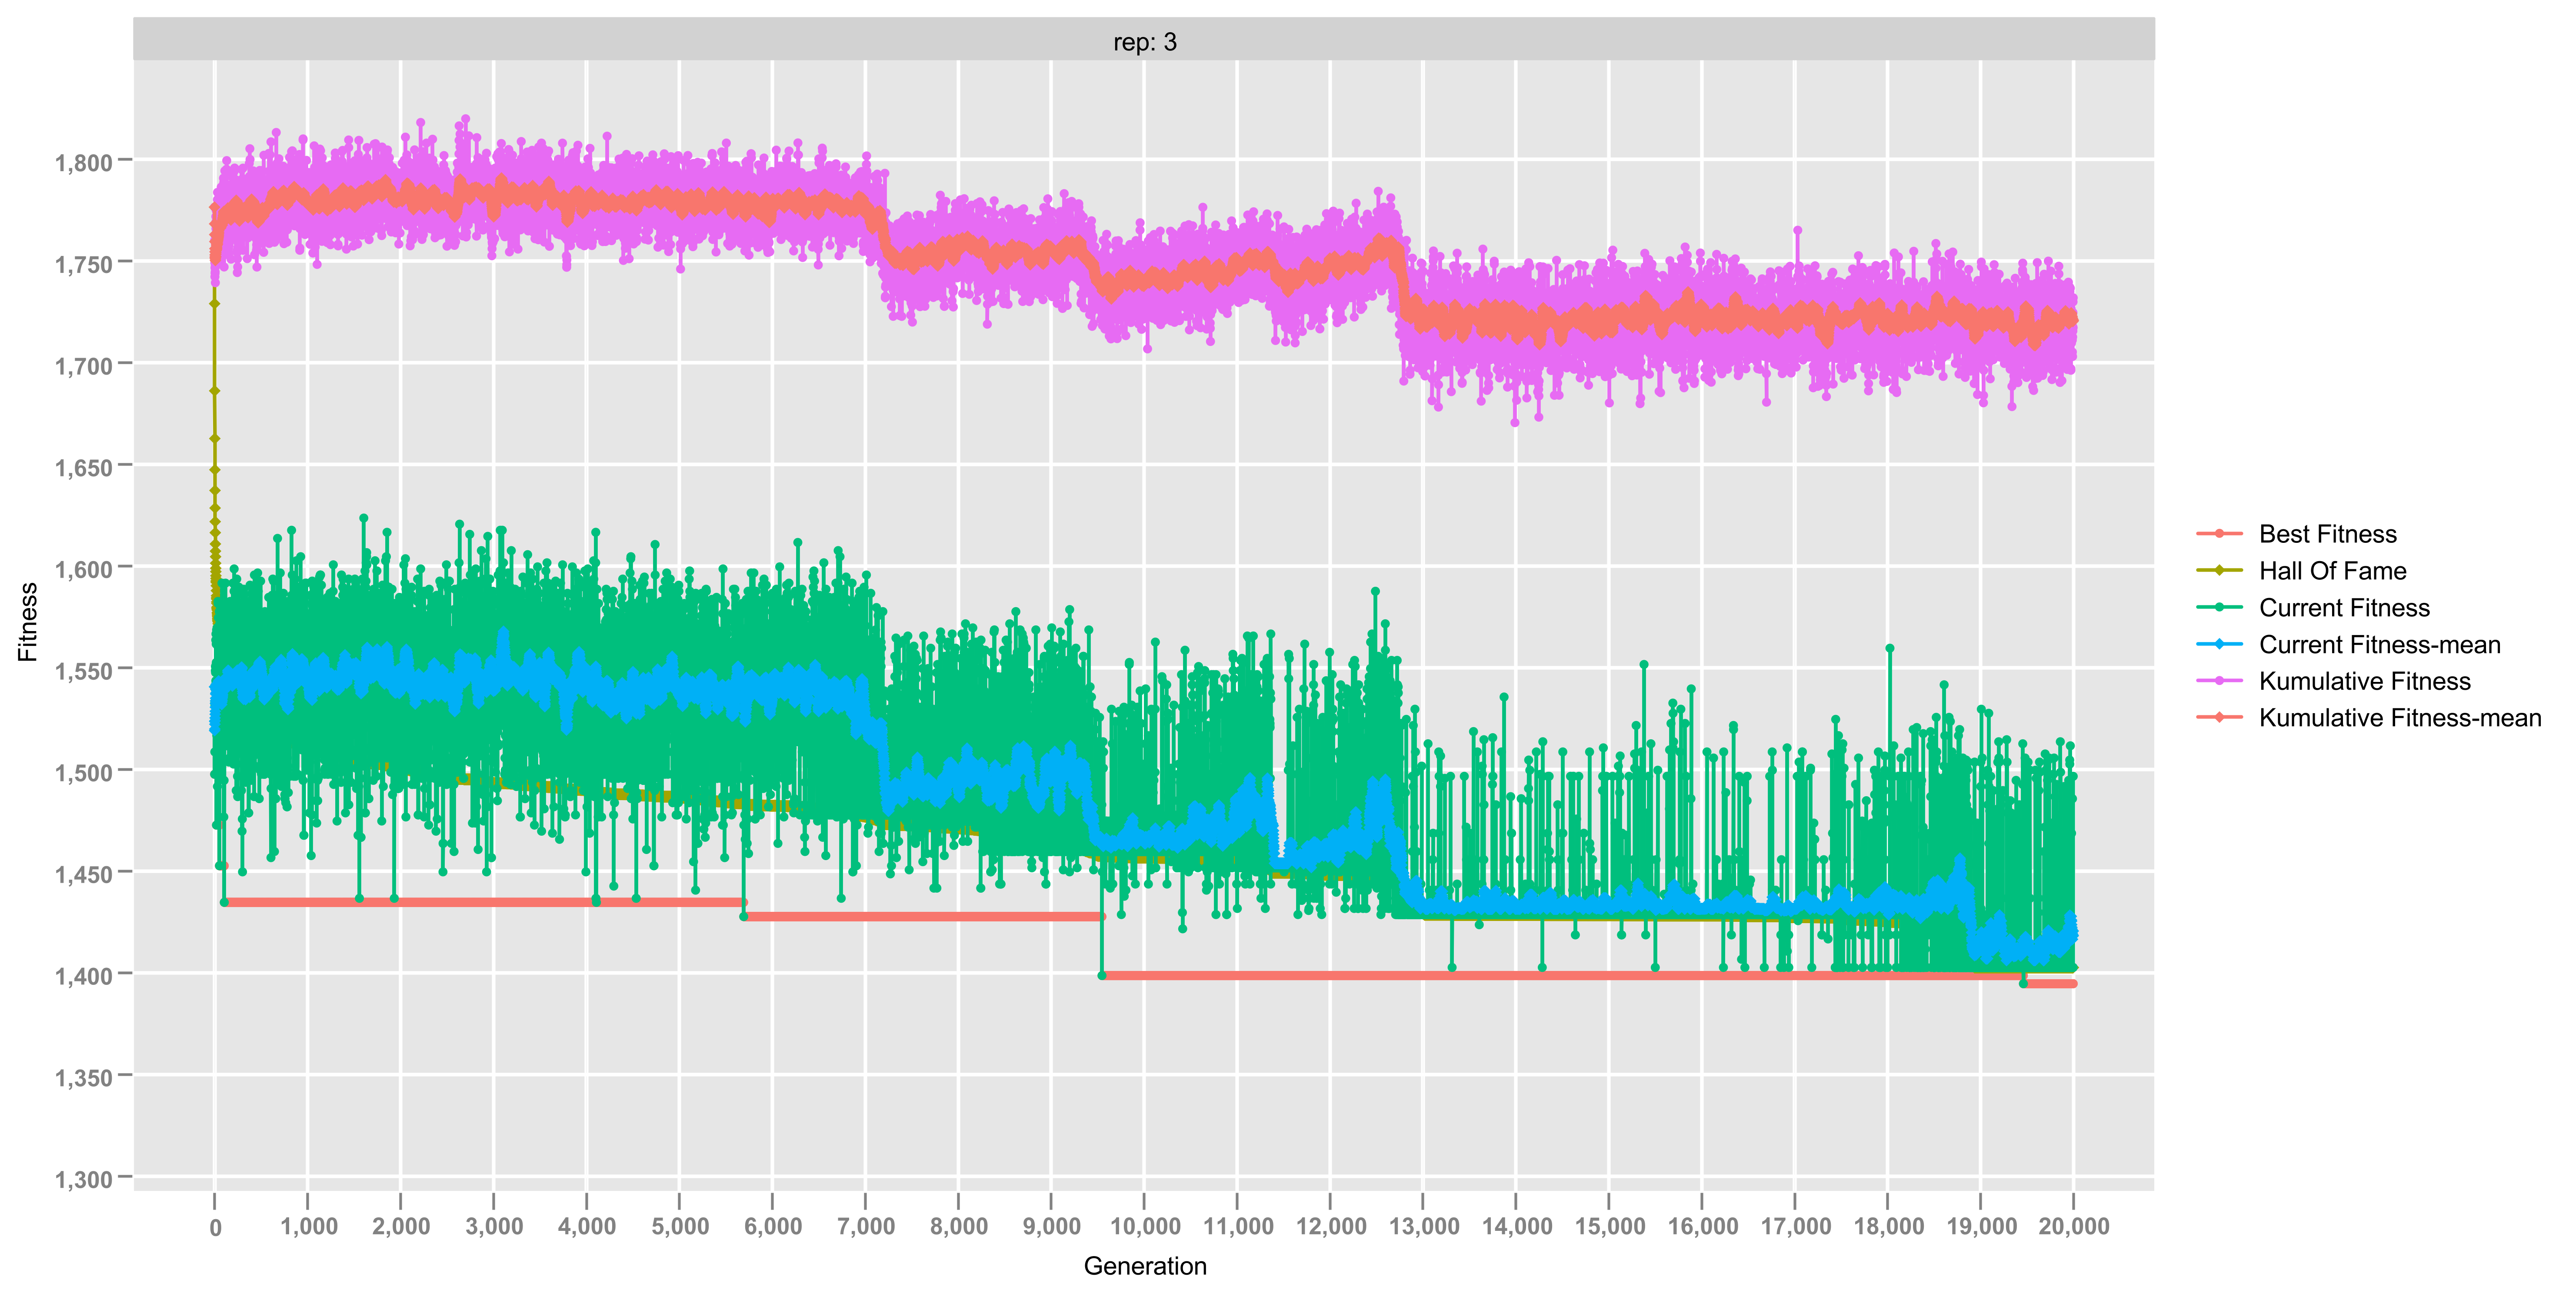 rep: 3
1,800
1,750
1,700
1,650
1,600
1,550
1,500
1,450
1,400
1,350
1,300
Fitness
0 1,000 2,000 3,000 4,000 5,000 6,000 7,000 8,000 9,000 10,000 11,000 12,000 13,000 14,000 15,000 16,000 17,000 18,000 19,000 20,000
Generation
Best Fitness
Hall Of Fame
Current Fitness
Current Fitness-mean
Kumulative Fitness
Kumulative Fitness-mean